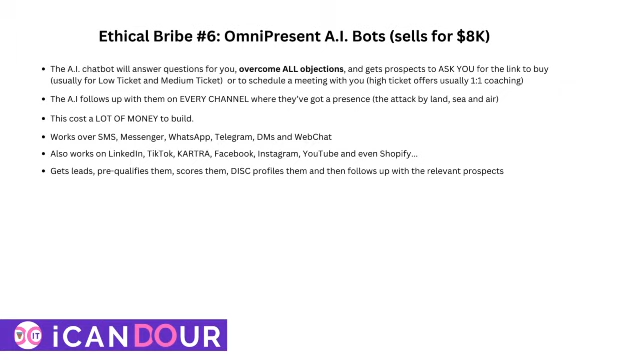 Ethical Bribe #6: OmniPresent A.I. Bots (sells for $8K)
• The A.I. chatbot will answer questions for you, overcome ALL objections, and gets prospects to ASK YOU for the link to buy
(usually for Low Ticket and Medium Ticket) or to schedule a meeting with you (high ticket offers usually 1:1 coaching)
• The A.I follows up with them on EVERY CHANNEL where they've got a presence (the attack by land, sea and air)
• This cost a LOT OF MONEY to build.
• Works over SMS, Messenger, WhatsApp, Telegram, DMs and WebChat
• Also works on LinkedIn, TikTok, KARTRA, Facebook, Instagram, YouTube and even Shopify...
• Gets leads, pre-qualifies them, scores them, DISC profiles them and then follows up with the relevant prospects
IT iCANDOUR